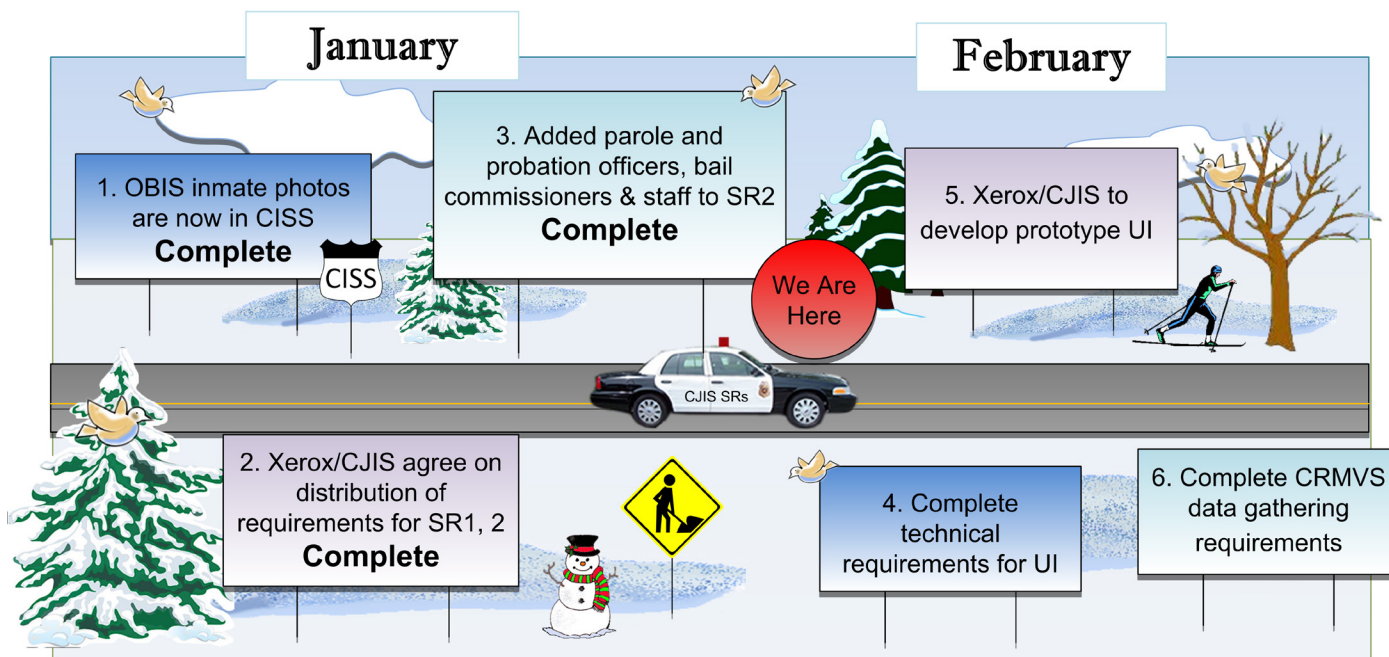 January
February
1. OBIS inmate photos
are now in CISS
Complete
CISS
2. Xerox/CJIS agree on
distribution of
requirements for SR1, 2
Complete
3. Added parole and
probation officers, bail
commissioners & staff to SR2
Complete
We Are
Here
CJIS SRs
4. Complete
technical
requirements for UI
5. Xerox/CJIS to
develop prototype UI
6. Complete CRMVS
data gathering
requirements